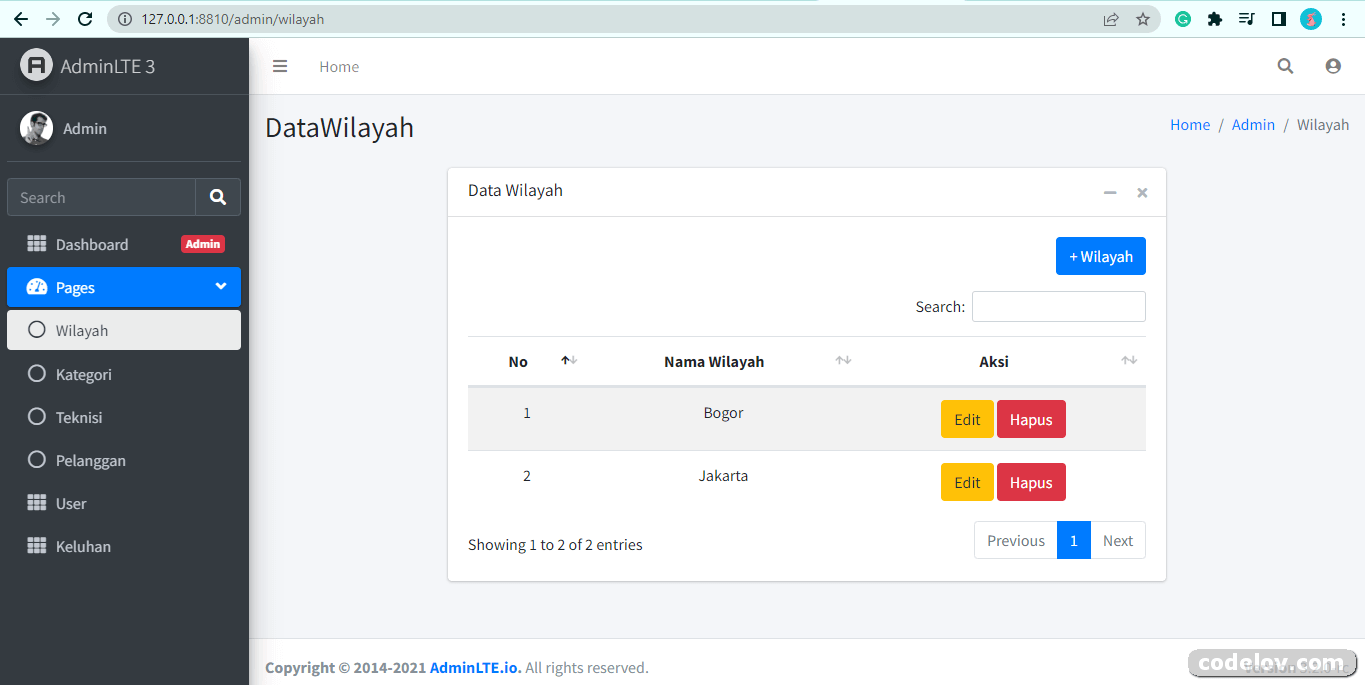 127.0.0.1:8810/admin/wilayah
AdminLTE 3
Home
Admin
DataWilayah
Home / Admin / Wilayah
Search
Dashboard Admin
Pages
Wilayah
Kategori
Teknisi
Pelanggan
User
Keluhan
Data Wilayah
+ Wilayah
Search:
No Nama Wilayah Aksi
1 Bogor Edit Hapus
2 Jakarta Edit Hapus
Showing 1 to 2 of 2 entries
Previous 1 Next
Copyright © 2014-2021 AdminLTE.io. All rights reserved.
codelov.com